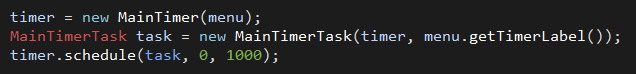 timer = new MainTimer(menu);
MainTimerTask task = new MainTimerTask(timer, menu.getTimerLabel());
timer.schedule(task, 0, 1000);